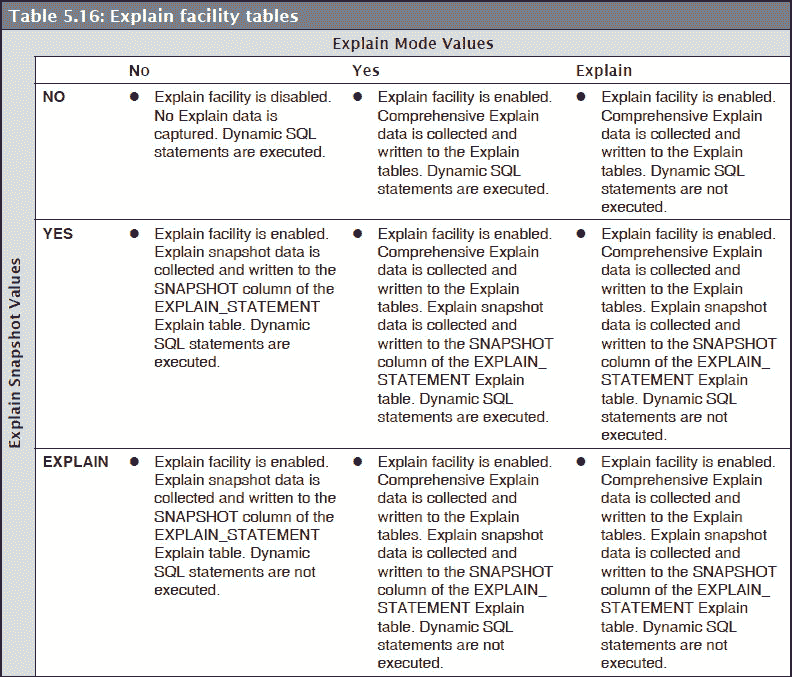 Table 5.16: Explain facility tables
Explain Mode Values
No Yes Explain
Explain Snapshot Values
NO
● Explain facility is disabled.
No Explain data is
captured. Dynamic SQL
statements are executed.
● Explain facility is enabled.
Comprehensive Explain
data is collected and
written to the Explain
tables. Dynamic SQL
statements are executed.
● Explain facility is enabled.
Comprehensive Explain
data is collected and
written to the Explain
tables. Dynamic SQL
statements are not
executed.
YES
● Explain facility is enabled.
Explain snapshot data is
collected and written to the
SNAPSHOT column of the
EXPLAIN_STATEMENT
Explain table. Dynamic
SQL statements are
executed.
● Explain facility is enabled.
Comprehensive Explain
data is collected and
written to the Explain
tables. Explain snapshot
data is collected and
written to the SNAPSHOT
column of the EXPLAIN_
STATEMENT Explain
table. Dynamic SQL
statements are executed.
● Explain facility is enabled.
Comprehensive Explain
data is collected and
written to the Explain
tables. Explain snapshot
data is collected and
written to the SNAPSHOT
column of the EXPLAIN_
STATEMENT Explain
table. Dynamic SQL
statements are not
executed.
EXPLAIN
● Explain facility is enabled.
Explain snapshot data is
collected and written to the
SNAPSHOT column of the
EXPLAIN_STATEMENT
Explain table. Dynamic
SQL statements are not
executed.
● Explain facility is enabled.
Comprehensive Explain
data is collected and
written to the Explain
tables. Explain snapshot
data is collected and
written to the SNAPSHOT
column of the EXPLAIN_
STATEMENT Explain
table. Dynamic SQL
statements are not
executed.
● Explain facility is enabled.
Comprehensive Explain
data is collected and
written to the Explain
tables. Explain snapshot
data is collected and
written to the SNAPSHOT
column of the EXPLAIN_
STATEMENT Explain
table. Dynamic SQL
statements are not
executed.